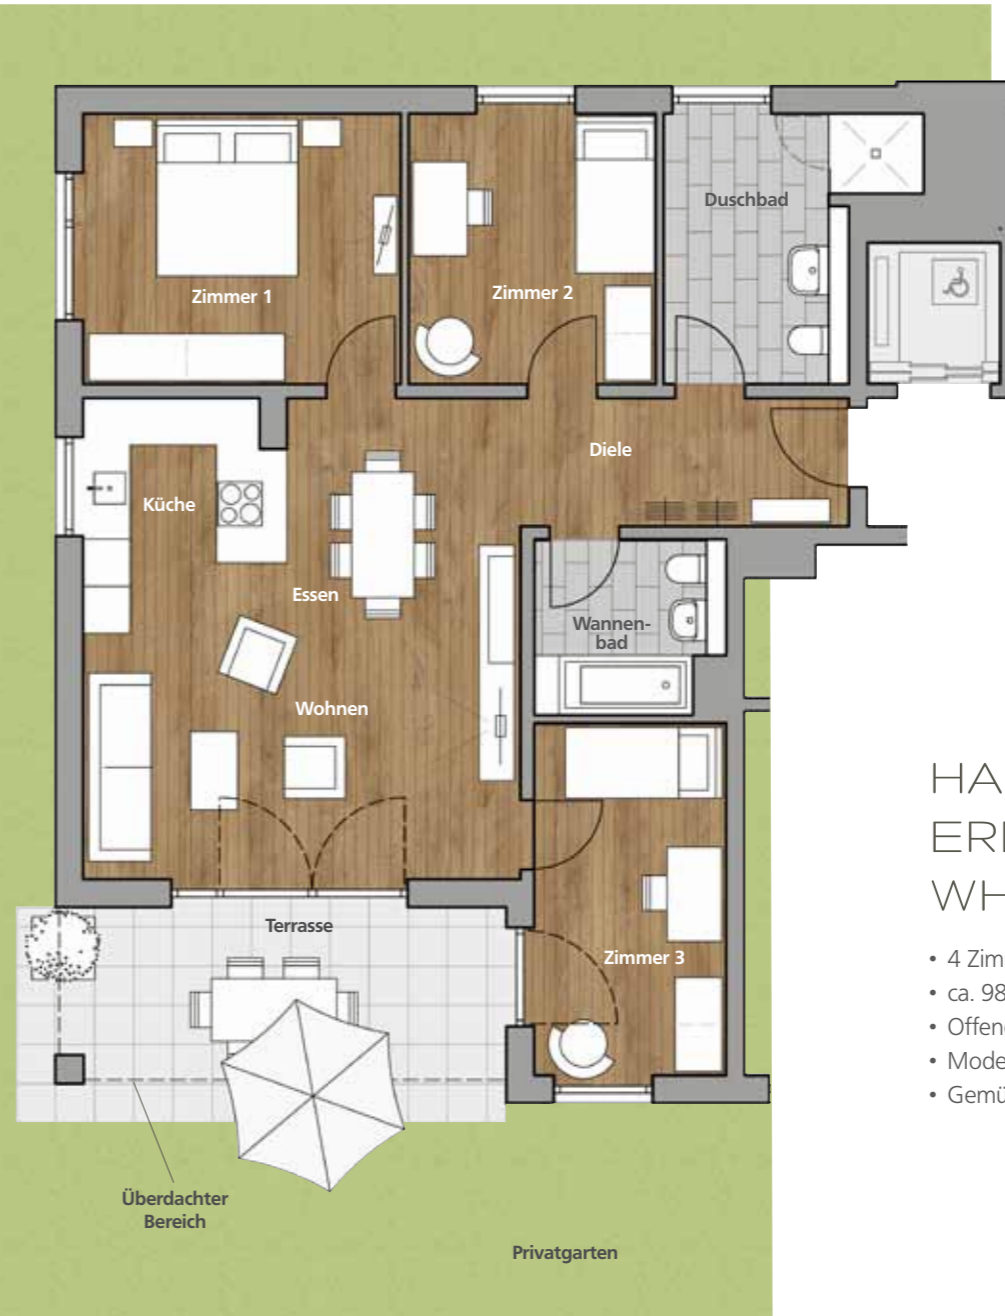 Duschbad
Zimmer 1
Zimmer 2
Diele
Küche
Essen
Wannen-
bad
Wohnen
Terrasse
Zimmer 3
Überdachter
Bereich
Privatgarten
HA
WH
• 4 Zim
• ca. 98
• Offen
• Mode
• Gemü